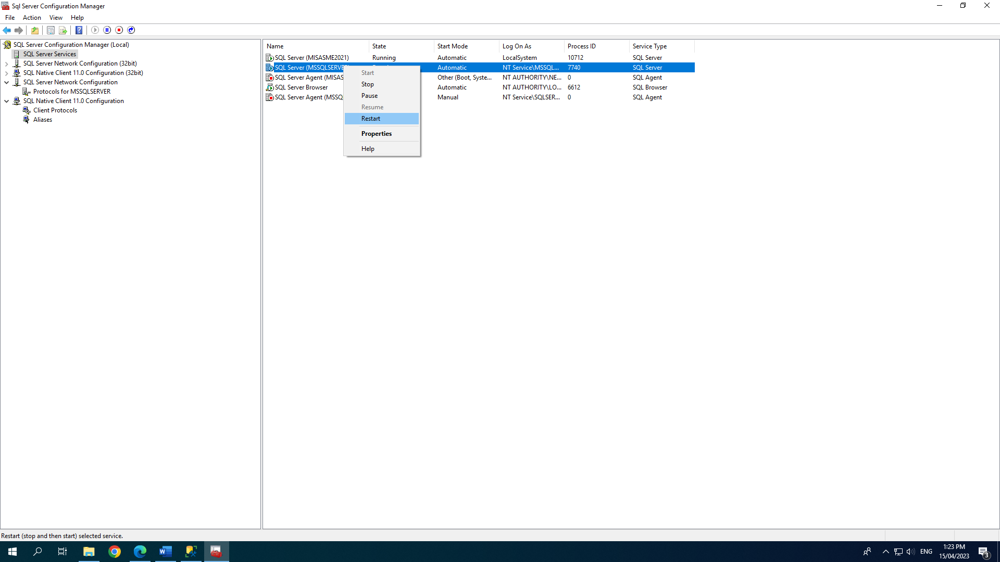 Sql Server Configuration Manager
File Action View Help
SQL Server Configuration Manager (Local)
SQL Server Services
SQL Server Network Configuration (32bit)
SQL Native Client 11.0 Configuration (32bit)
SQL Server Network Configuration
Protocols for MSSQLSERVER
SQL Native Client 11.0 Configuration
Client Protocols
Aliases
Name State Start Mode Log On As Process ID Service Type
SQL Server (MISASME2021) Running Automatic LocalSystem 10712 SQL Server
SQL Server (MSSQLSERVE Automatic NT Service\MSSQL... 7740 SQL Server
SQL Server Agent (MISAS Other (Boot, Syste... NT AUTHORITY\NE... 0 SQL Agent
SQL Server Browser Automatic NT AUTHORITY\LO... 6612 SQL Browser
SQL Server Agent (MSSQ Manual NT Service\SQLSER... 0 SQL Agent
Start
Stop
Pause
Resume
Restart
Properties
Help
Restart (stop and then start) selected service.
ENG
1:23 PM
15/04/2023
3